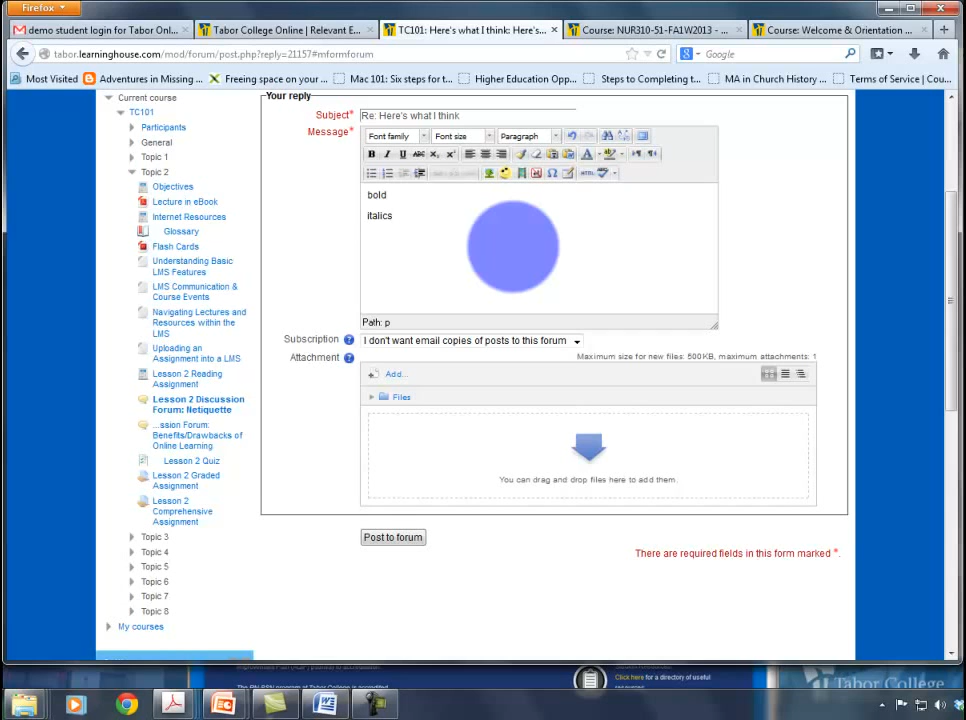 Firefox
demo student login for Tabor Onl...
Tabor College Online | Relevant E...
TC101: Here's what I think: Here's...
Course: NUR310-51-FA1W2013 - ...
Course: Welcome & Orientation ...
tabor.learninghouse.com/mod/forum/post.php?reply=21157#mformforum
Google
Most Visited
Adventures in Missing ...
Freeing space on your ...
Mac 101: Six steps for t...
Higher Education Opp...
Steps to Completing t...
MA in Church History ...
Terms of Service | Cou...
Current course
TC101
Participants
General
Topic 1
Topic 2
Objectives
Lecture in eBook
Internet Resources
Glossary
Flash Cards
Understanding Basic
LMS Features
LMS Communication &
Course Events
Navigating Lectures and
Resources within the
LMS
Uploading an
Assignment into a LMS
Lesson 2 Reading
Assignment
Lesson 2 Discussion
Forum: Netiquette
...ssion Forum:
Benefits/Drawbacks of
Online Learning
Lesson 2 Quiz
Lesson 2 Graded
Assignment
Lesson 2
Comprehensive
Assignment
Topic 3
Topic 4
Topic 5
Topic 6
Topic 7
Topic 8
My courses
Your reply
Subject*
Re: Here's what I think
Message*
Font family
Font size
Paragraph
B I U ABC X₂ X²
HTML
bold
italics
Path: p
Subscription
I don't want email copies of posts to this forum
Attachment
Maximum size for new files: 500KB, maximum attachments: 1
Add...
Files
You can drag and drop files here to add them.
Post to forum
There are required fields in this form marked *.
Click here for a directory of useful
Tabor College